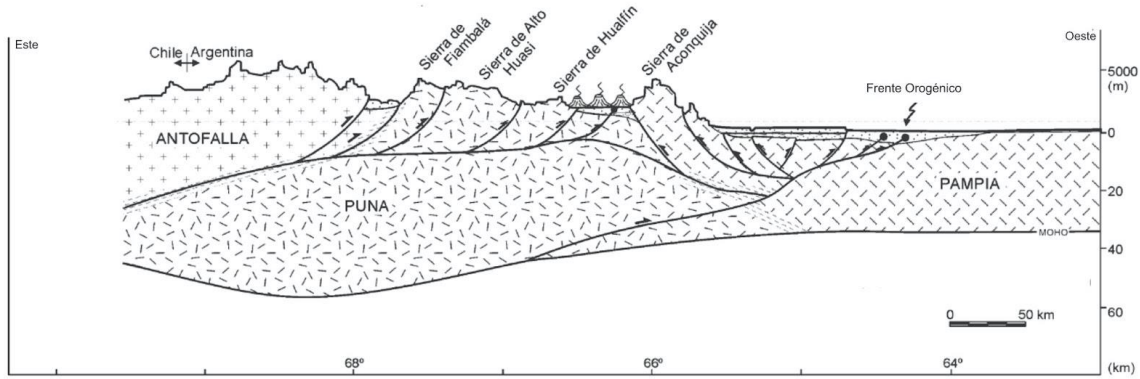 Este
Oeste
Chile Argentina
Sierra de
Fiambalá
Sierra de Alto
Huasi
Sierra de Hualfín
Sierra de
Aconquija
Frente Orogénico
5000
(m)
0
ANTOFALLA
PUNA
PAMPIA
20
MOHO
40
0 50 km
60
68º
66º
64º
(km)